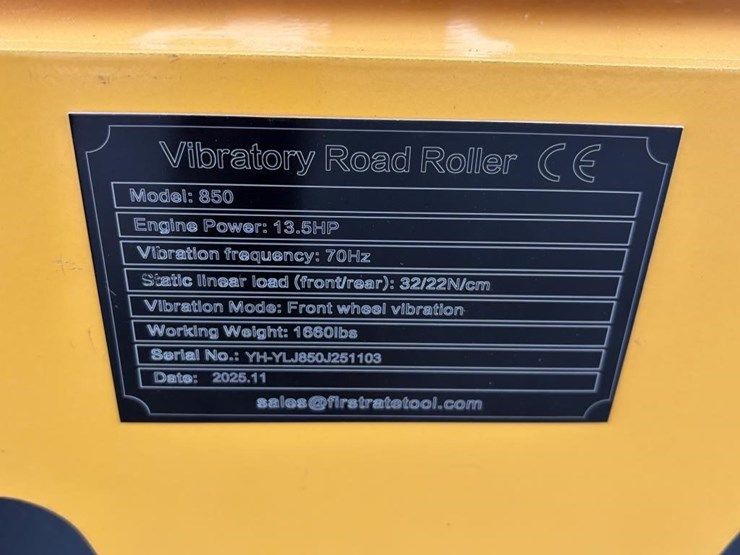 Vibratory Road Roller CE
Model: 850
Engine Power: 13.5HP
Vibration frequency: 70Hz
Static linear load (front/rear): 32/22N/cm
Vibration Mode: Front wheel vibration
Working Weight: 1660lbs
Serial No.: YH-YLJ850J251103
Date: 2025.11
sales@firstratetool.com